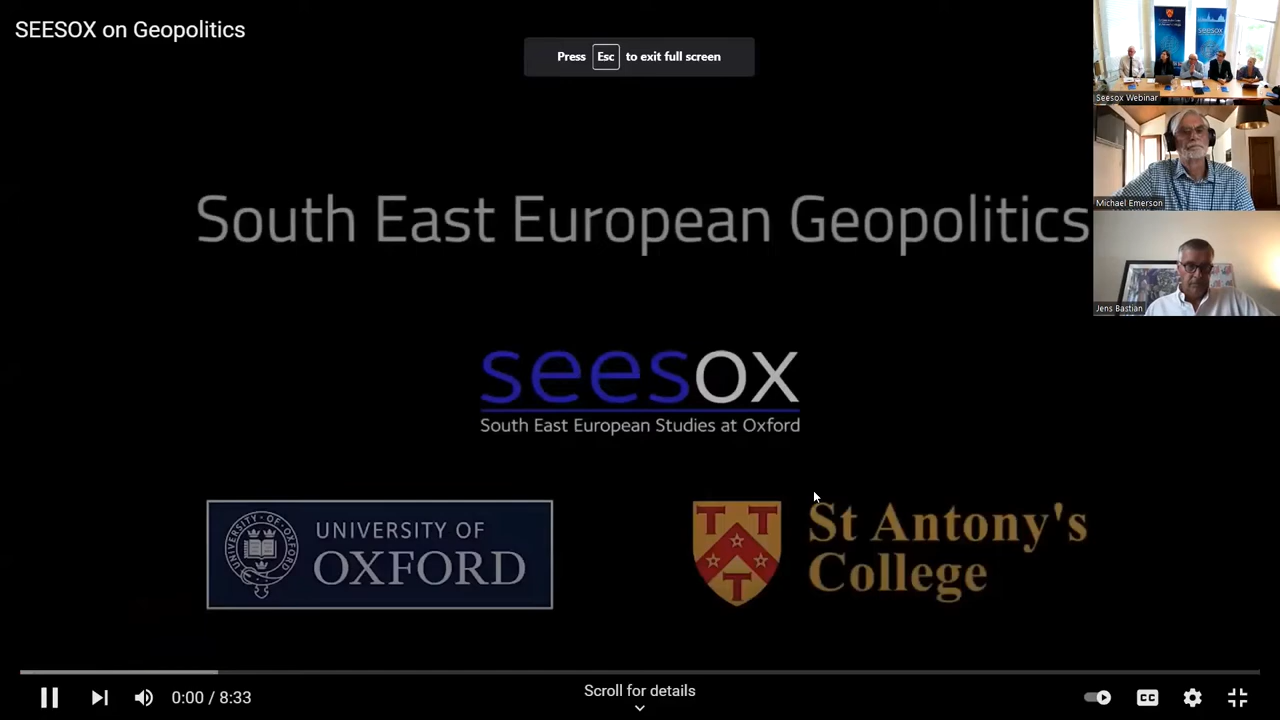 SEESOX on Geopolitics
Press Esc to exit full screen
South East European Geopolitics
seesox
South East European Studies at Oxford
UNIVERSITY OF
OXFORD
St Antony's
College
0:00 / 8:33
Scroll for details
CC
seesox
Seesox Webinar
Michael Emerson
Jens Bastian